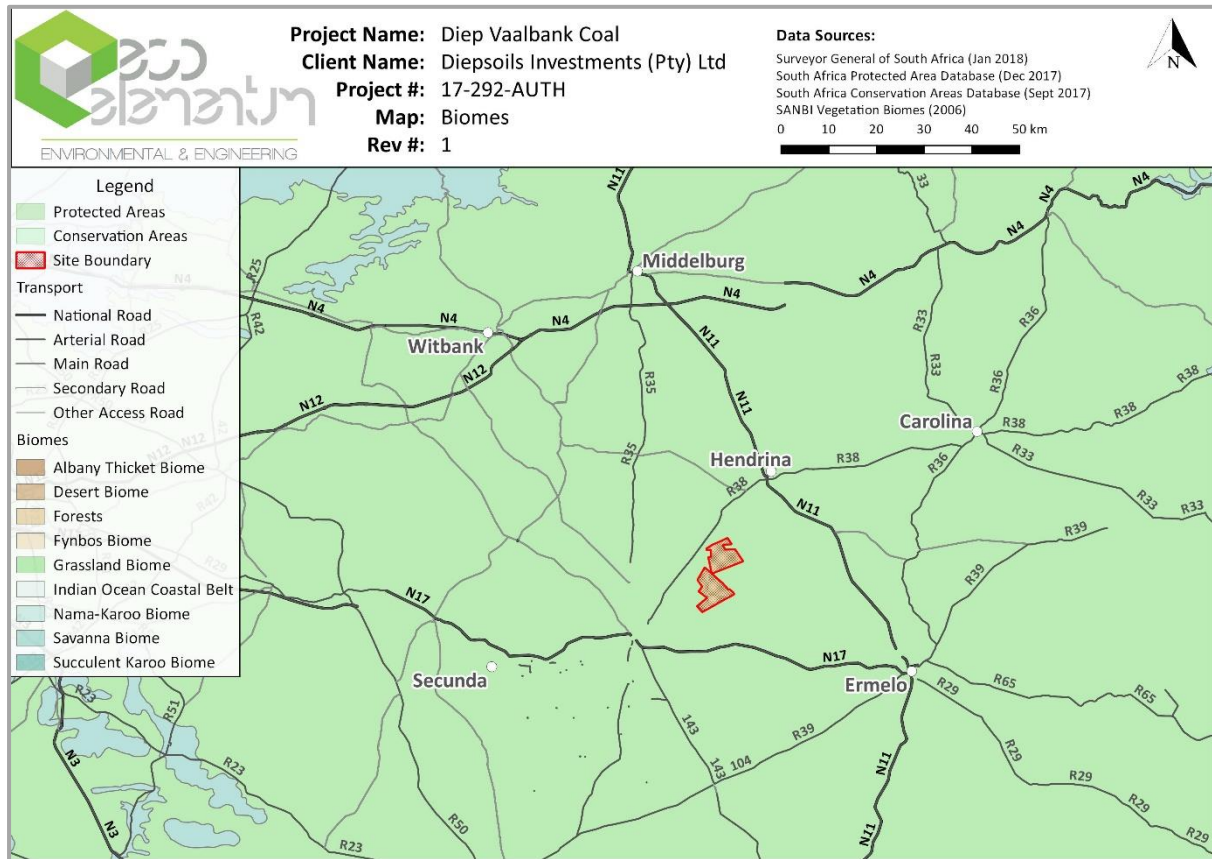 eco
elementum
ENVIRONMENTAL & ENGINEERING
Project Name: Diep Vaalbank Coal
Client Name Diepsoils Investments (Pty) Ltd
Project #: 17-292-AUTH
Map: Biomes
Rev #: 1
Data Sources:
Surveyor General of South Africa (Jan 2018)
South Africa Protected Area Database (Dec 2017)
South Africa Conservation Areas Database (Sept 2017)
SANBI Vegetation Biomes (2006)
0 10 20 30 40 50 km
N
Legend
Protected Areas
Conservation Areas
Site Boundary
Transport
National Road
Arterial Road
Main Road
Secondary Road
Other Access Road
Biomes
Albany Thicket Biome
Desert Biome
Forests
Fynbos Biome
Grassland Biome
Indian Ocean Coastal Belt
Nama-Karoo Biome
Savanna Biome
Succulent Karoo Biome
N11
33
N4
N4
N4
R25
Middelburg
N4
N4
R42
N4
N4
N4
Witbank
N12
N11
R33
R36
R35
R33
R36
R38
N12
N11
Carolina
R38
R38
Hendrina
R38
R36
R33
R35
R38
N11
R33
R33
R39
R39
N17
N17
Secunda
Ermelo
R65
R65
R29
R23
R51
143
R39
R29
104
143
N3
R23
N11
R29
R29
N3
R50
R23
N11
R29